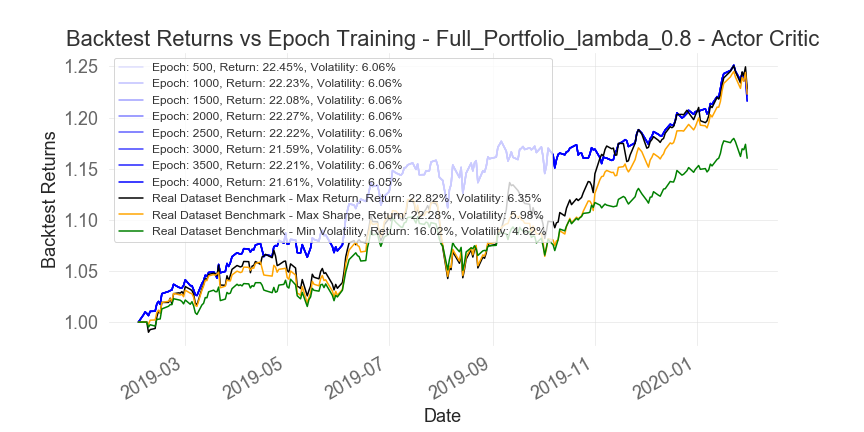 Backtest Returns vs Epoch Training - Full_Portfolio_lambda_0.8 - Actor Critic
Epoch: 500, Return: 22.45%, Volatility: 6.06%
Epoch: 1000, Return: 22.23%, Volatility: 6.06%
Epoch: 1500, Return: 22.08%, Volatility: 6.06%
Epoch: 2000, Return: 22.27%, Volatility: 6.06%
Epoch: 2500, Return: 22.22%, Volatility: 6.06%
Epoch: 3000, Return: 21.59%, Volatility: 6.05%
Epoch: 3500, Return: 22.21%, Volatility: 6.06%
Epoch: 4000, Return: 21.61%, Volatility: 6.05%
Real Dataset Benchmark - Max Return, Return: 22.82%, Volatility: 6.35%
Real Dataset Benchmark - Max Sharpe, Return: 22.28%, Volatility: 5.98%
Real Dataset Benchmark - Min Volatility, Return: 16.02%, Volatility: 4.62%
Backtest Returns
1.25
1.20
1.15
1.10
1.05
1.00
2019-03
2019-05
2019-07
2019-09
2019-11
2020-01
Date